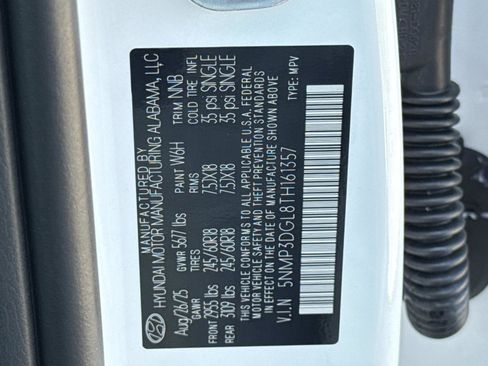 MANUFACTURED BY
HYUNDAI MOTOR MANUFACTURING ALABAMA, LLC
Aug/26/25 GVWR 5617 lbs PAINT W6H TRIM NNB
GAWR TIRES RIMS COLD TIRE INFL
FRONT 2955 lbs 245/60R18 7.5JX18 35 psi SINGLE
REAR 3109 lbs 245/60R18 7.5JX18 35 psi SINGLE
THIS VEHICLE CONFORMS TO ALL APPLICABLE U.S.A. FEDERAL
MOTOR VEHICLE SAFETY, BUMPER, AND THEFT PREVENTION STANDARDS
IN EFFECT ON THE DATE OF MANUFACTURE SHOWN ABOVE
V.I.N 5NMP3DGL8TH161357 TYPE: MPV